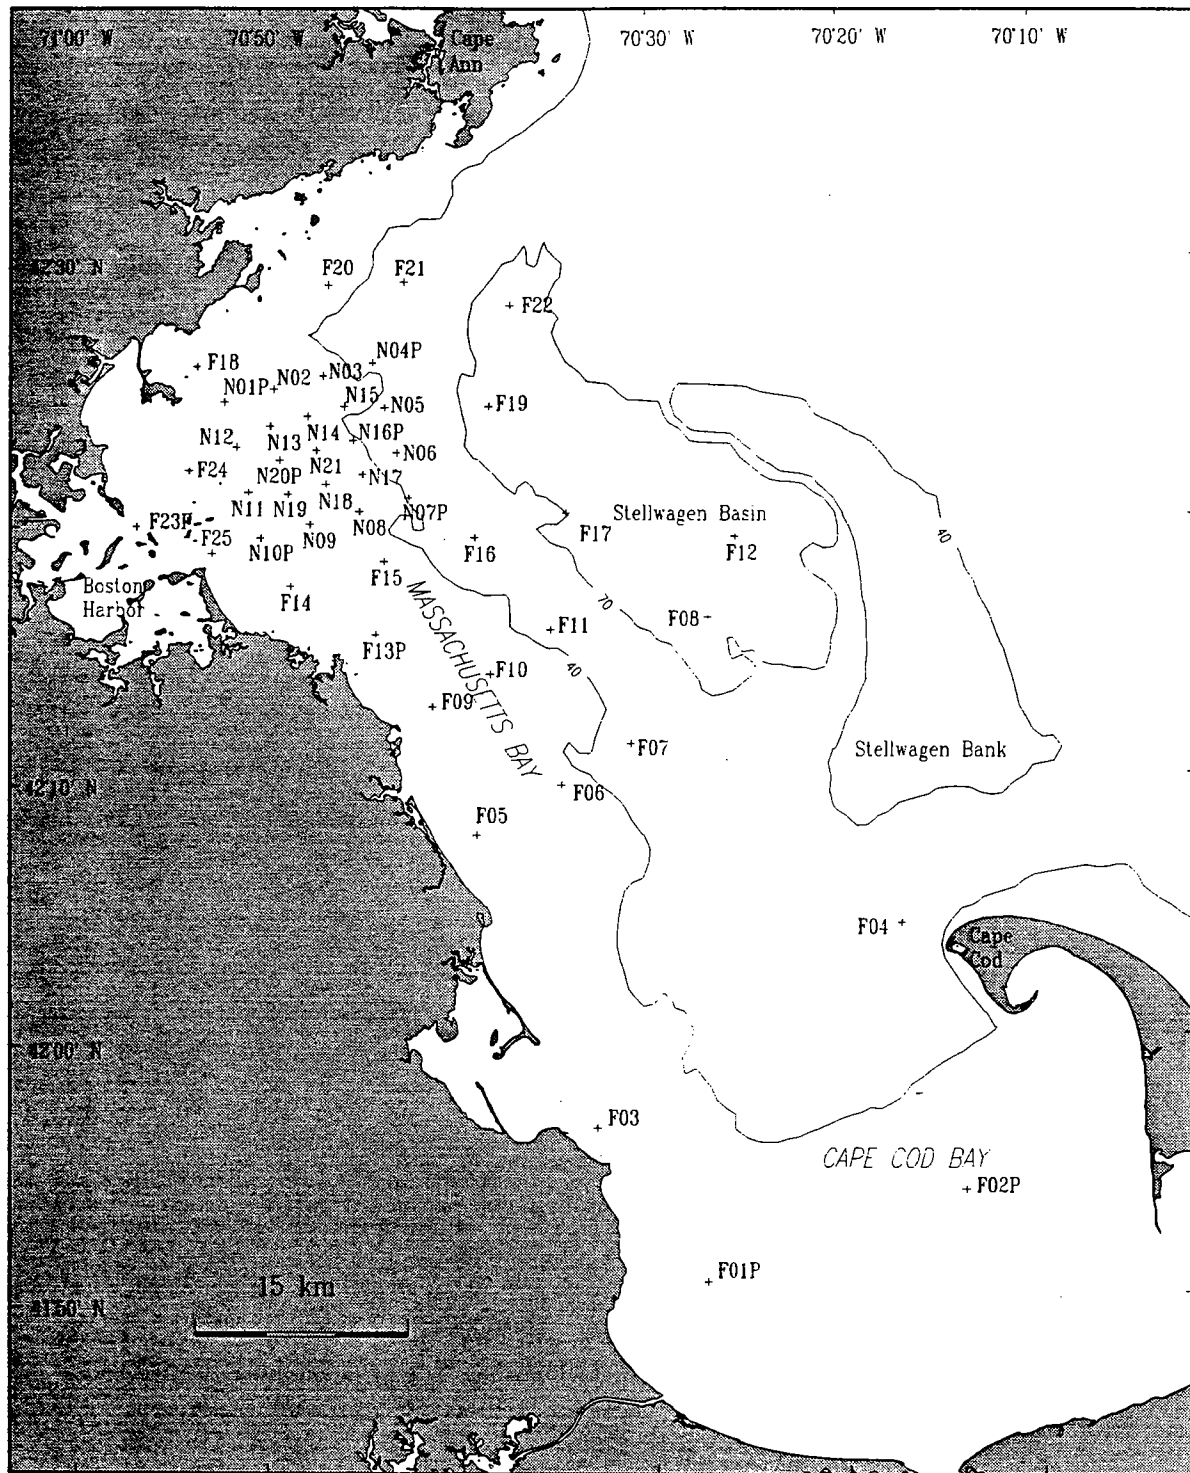 71°00' W
70°50' W
70°30' W
70°20' W
70°10' W
Cape
Ann
42°30' N
F20
F21
F22
N04P
F18
N01P
N02
N03
N15
N05
F19
N12
N13
N14
N16P
N06
F24
N20P
N21
N17
N11
N19
N18
N08
N07P
Stellwagen Basin
40
F23P
F25
N10P
N09
F16
F17
F12
Boston
Harbor
F14
F15
MASSACHUSETTS BAY
70
F08
F13P
F11
F10
40
F09
F07
Stellwagen Bank
42°10' N
F06
F05
F04
Cape
Cod
42°00' N
F03
CAPE COD BAY
F02P
F01P
15 km
41°50' N